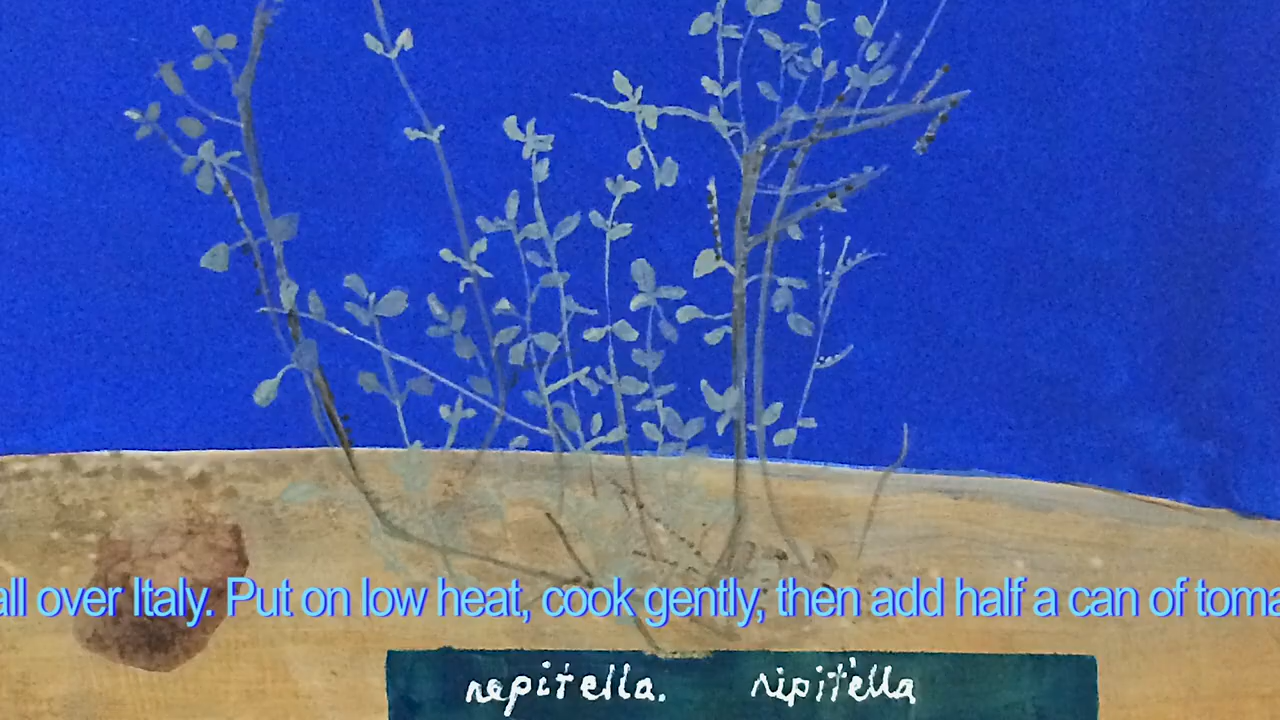 all over Italy. Put on low heat, cook gently, then add half a can of toma
nepitella. nipitella